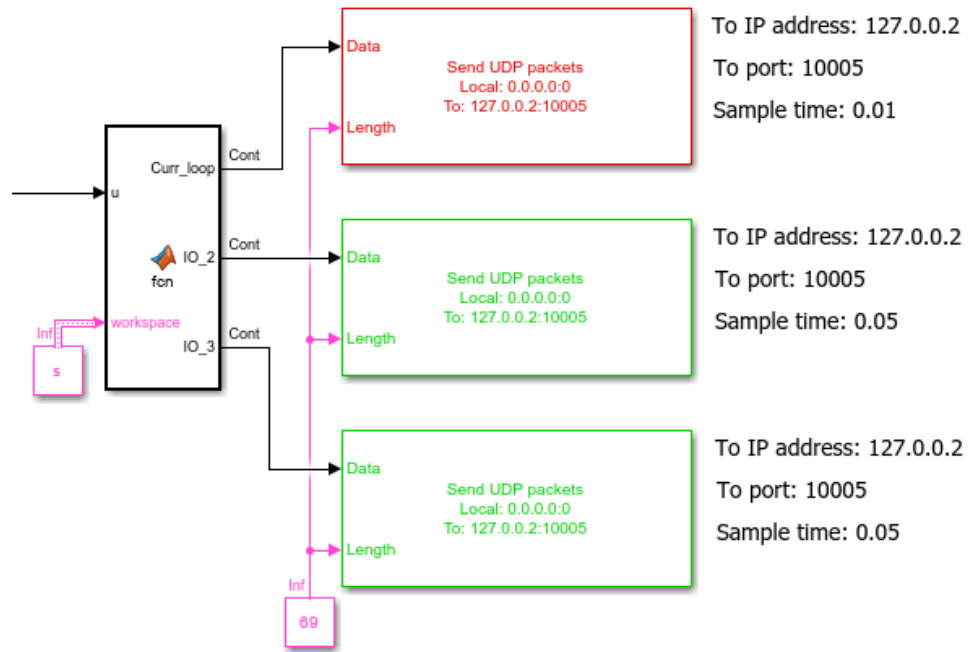 u
workspace
Inf
s
fcn
Curr_loop
IO_2
IO_3
Cont
Cont
Cont
Data
Send UDP packets
Local: 0.0.0.0:0
To: 127.0.0.2:10005
Length
To IP address: 127.0.0.2
To port: 10005
Sample time: 0.01
Data
Send UDP packets
Local: 0.0.0.0:0
To: 127.0.0.2:10005
Length
To IP address: 127.0.0.2
To port: 10005
Sample time: 0.05
Data
Send UDP packets
Local: 0.0.0.0:0
To: 127.0.0.2:10005
Length
To IP address: 127.0.0.2
To port: 10005
Sample time: 0.05
Inf
69